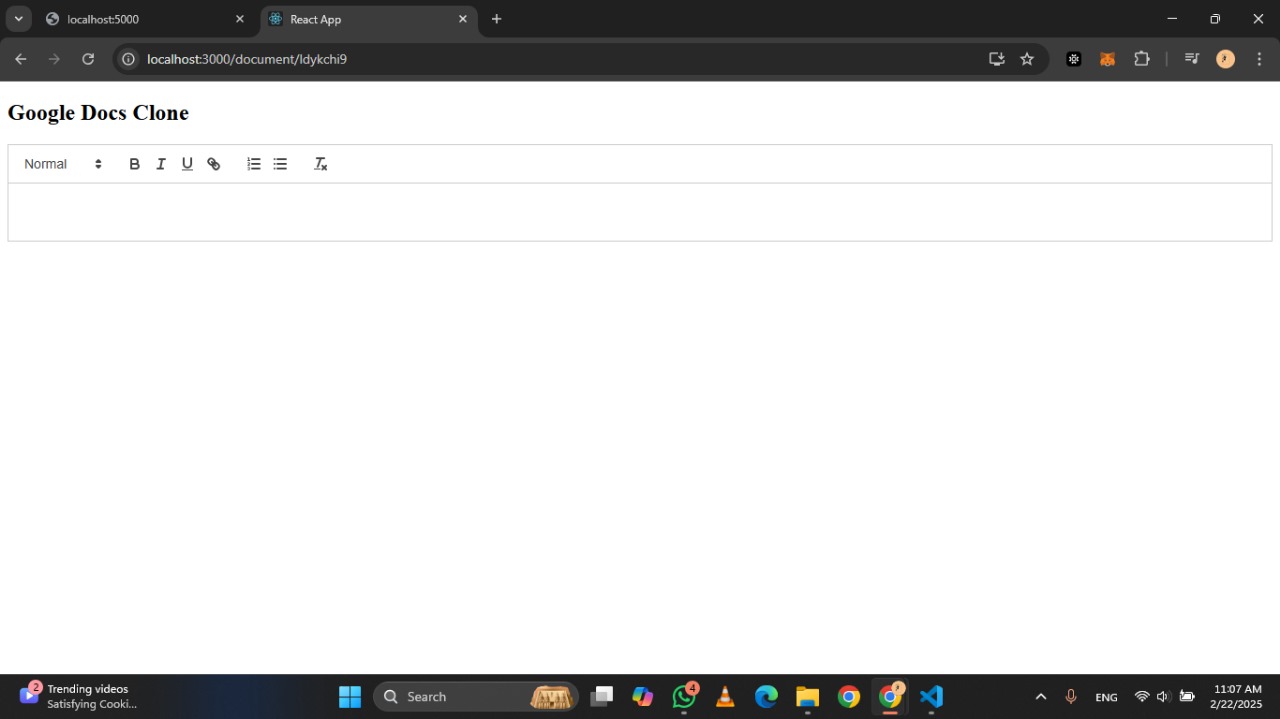 localhost:5000
React App
localhost:3000/document/ldykchi9
Google Docs Clone
Normal
2
Trending videos
Satisfying Cooki...
Search
4
ENG
11:07 AM
2/22/2025